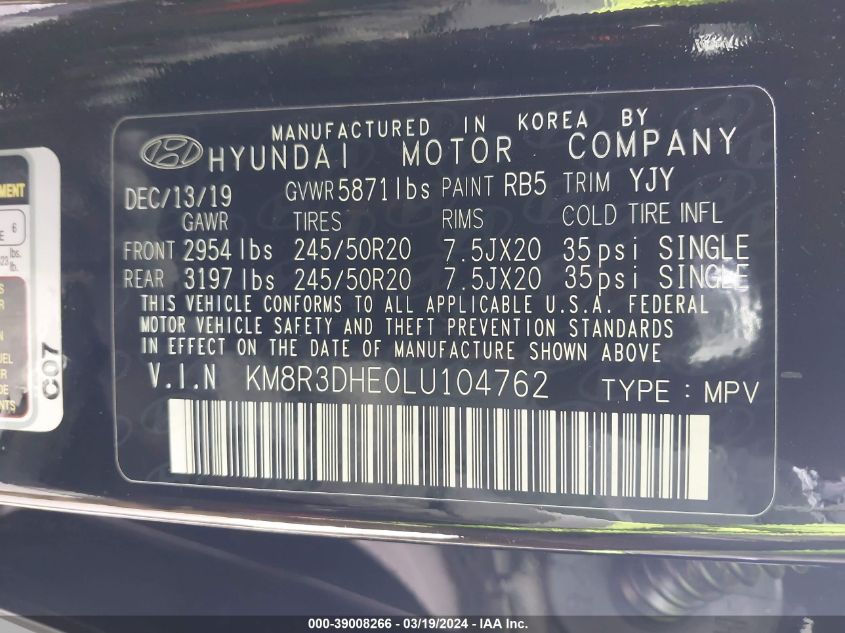 MANUFACTURED IN KOREA BY
HYUNDAI MOTOR COMPANY
DEC/13/19 GVWR 5871lbs PAINT RB5 TRIM YJY
GAWR TIRES RIMS COLD TIRE INFL
FRONT 2954 lbs 245/50R20 7.5JX20 35psi SINGLE
REAR 3197 lbs 245/50R20 7.5JX20 35psi SINGLE
THIS VEHICLE CONFORMS TO ALL APPLICABLE U.S.A. FEDERAL
MOTOR VEHICLE SAFETY AND THEFT PREVENTION STANDARDS
IN EFFECT ON THE DATE OF MANUFACTURE SHOWN ABOVE
V.I.N KM8R3DHE0LU104762 TYPE : MPV
C07
000-39008266 - 03/19/2024 - IAA Inc.